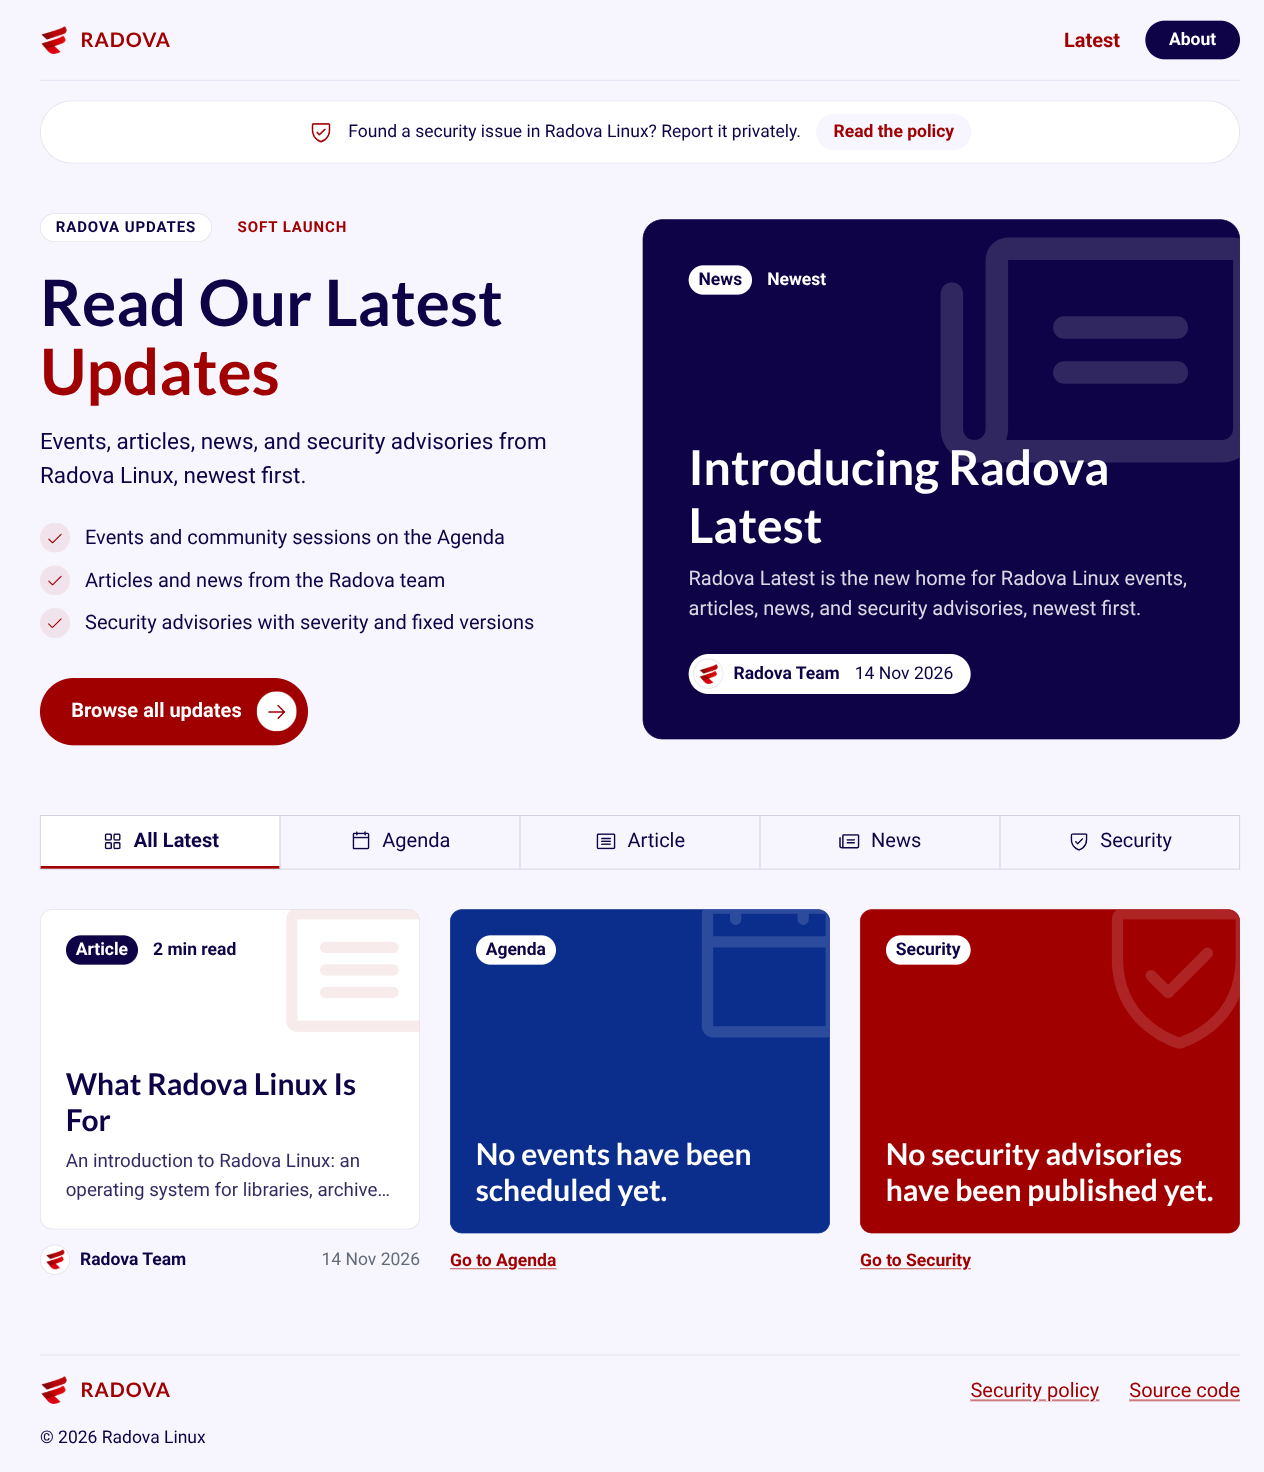 RADOVA
Latest
About
Found a security issue in Radova Linux? Report it privately.
Read the policy
RADOVA UPDATES
SOFT LAUNCH
Read Our Latest
Updates
Events, articles, news, and security advisories from
Radova Linux, newest first.
Events and community sessions on the Agenda
Articles and news from the Radova team
Security advisories with severity and fixed versions
Browse all updates
News
Newest
Introducing Radova
Latest
Radova Latest is the new home for Radova Linux events,
articles, news, and security advisories, newest first.
Radova Team
14 Nov 2026
All Latest
Agenda
Article
News
Security
Article
2 min read
What Radova Linux Is
For
An introduction to Radova Linux: an
operating system for libraries, archive...
Radova Team
14 Nov 2026
Agenda
No events have been
scheduled yet.
Go to Agenda
Security
No security advisories
have been published yet.
Go to Security
RADOVA
Security policy
Source code
© 2026 Radova Linux